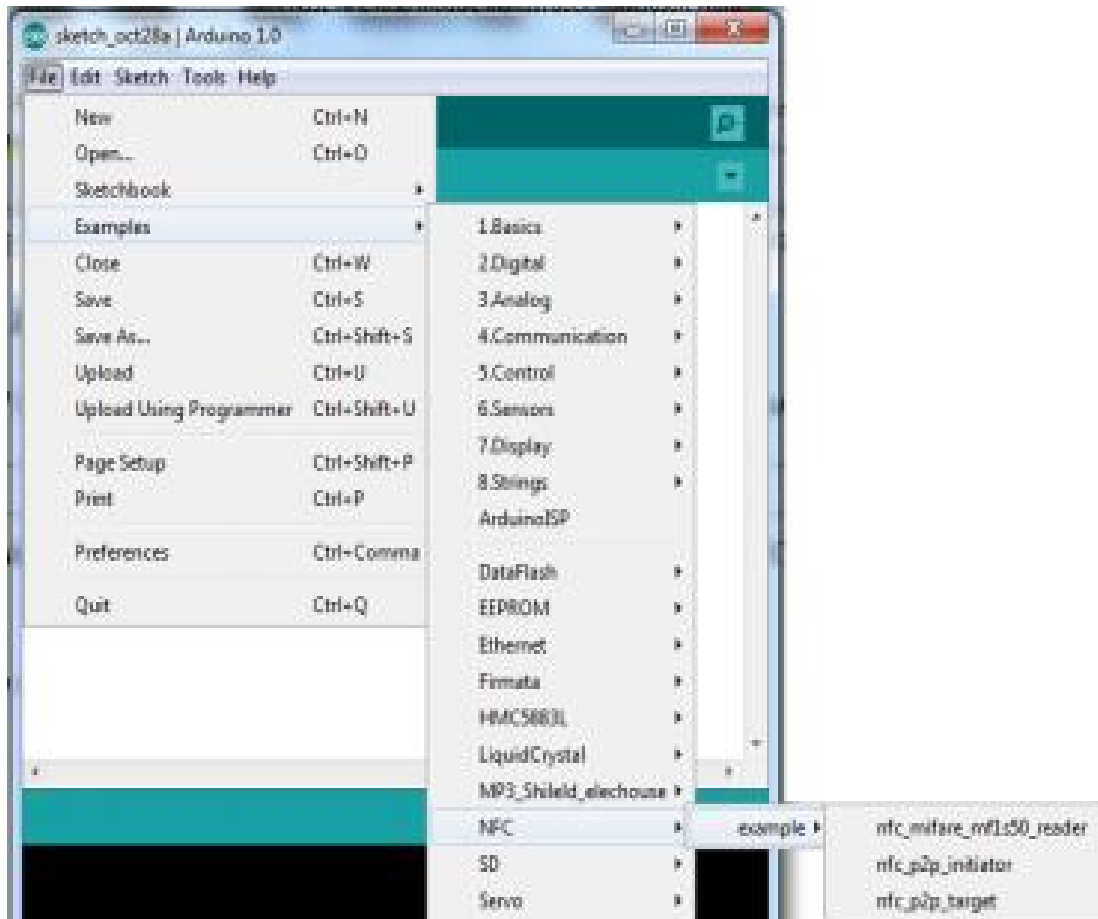 sketch_oct28a | Arduino 1.0
File Edit Sketch Tools Help
New Ctrl+N
Open... Ctrl+O
Sketchbook
Examples
Close Ctrl+W
Save Ctrl+S
Save As... Ctrl+Shift+S
Upload Ctrl+U
Upload Using Programmer Ctrl+Shift+U
Page Setup Ctrl+Shift+P
Print Ctrl+P
Preferences Ctrl+Comma
Quit Ctrl+Q
1.Basics
2.Digital
3.Analog
4.Communication
5.Control
6.Sensors
7.Display
8.Strings
ArduinoISP
DataFlash
EEPROM
Ethernet
Firmata
HMC5883L
LiquidCrystal
MP3_Shileld_elechouse
NFC
SD
Servo
example
nfc_mifare_mf1s50_reader
nfc_p2p_initiator
nfc_p2p_target